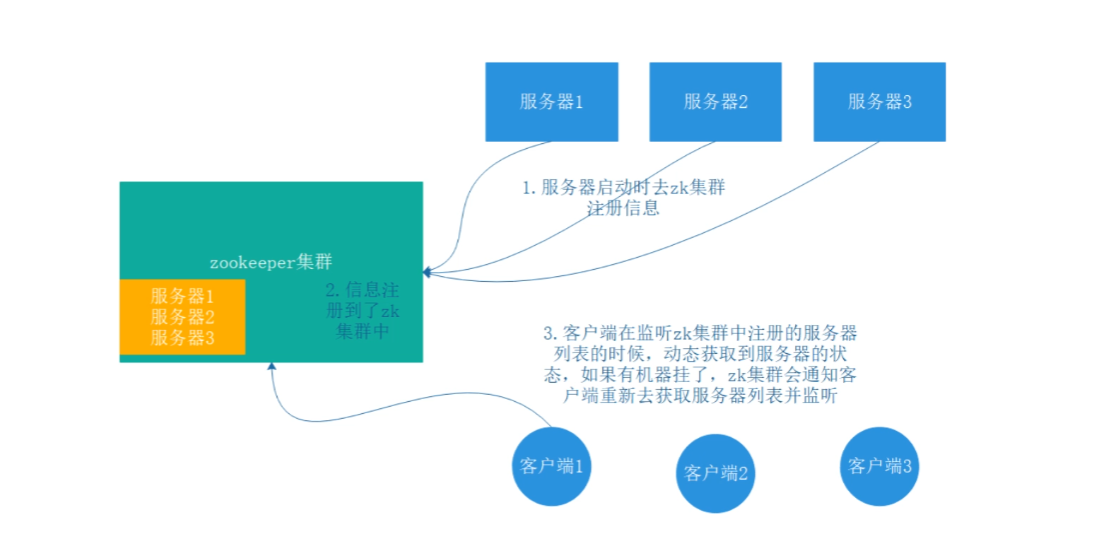 服务器1
服务器2
服务器3
1.服务器启动时去zk集群
注册信息
zookeeper集群
服务器1
服务器2
服务器3
2.信息注
册到了zk
集群中
3.客户端在监听zk集群中注册的服务器
列表的时候，动态获取到服务器的状
态，如果有机器挂了，zk集群会通知客
户端重新去获取服务器列表并监听
客户端1
客户端2
客户端3